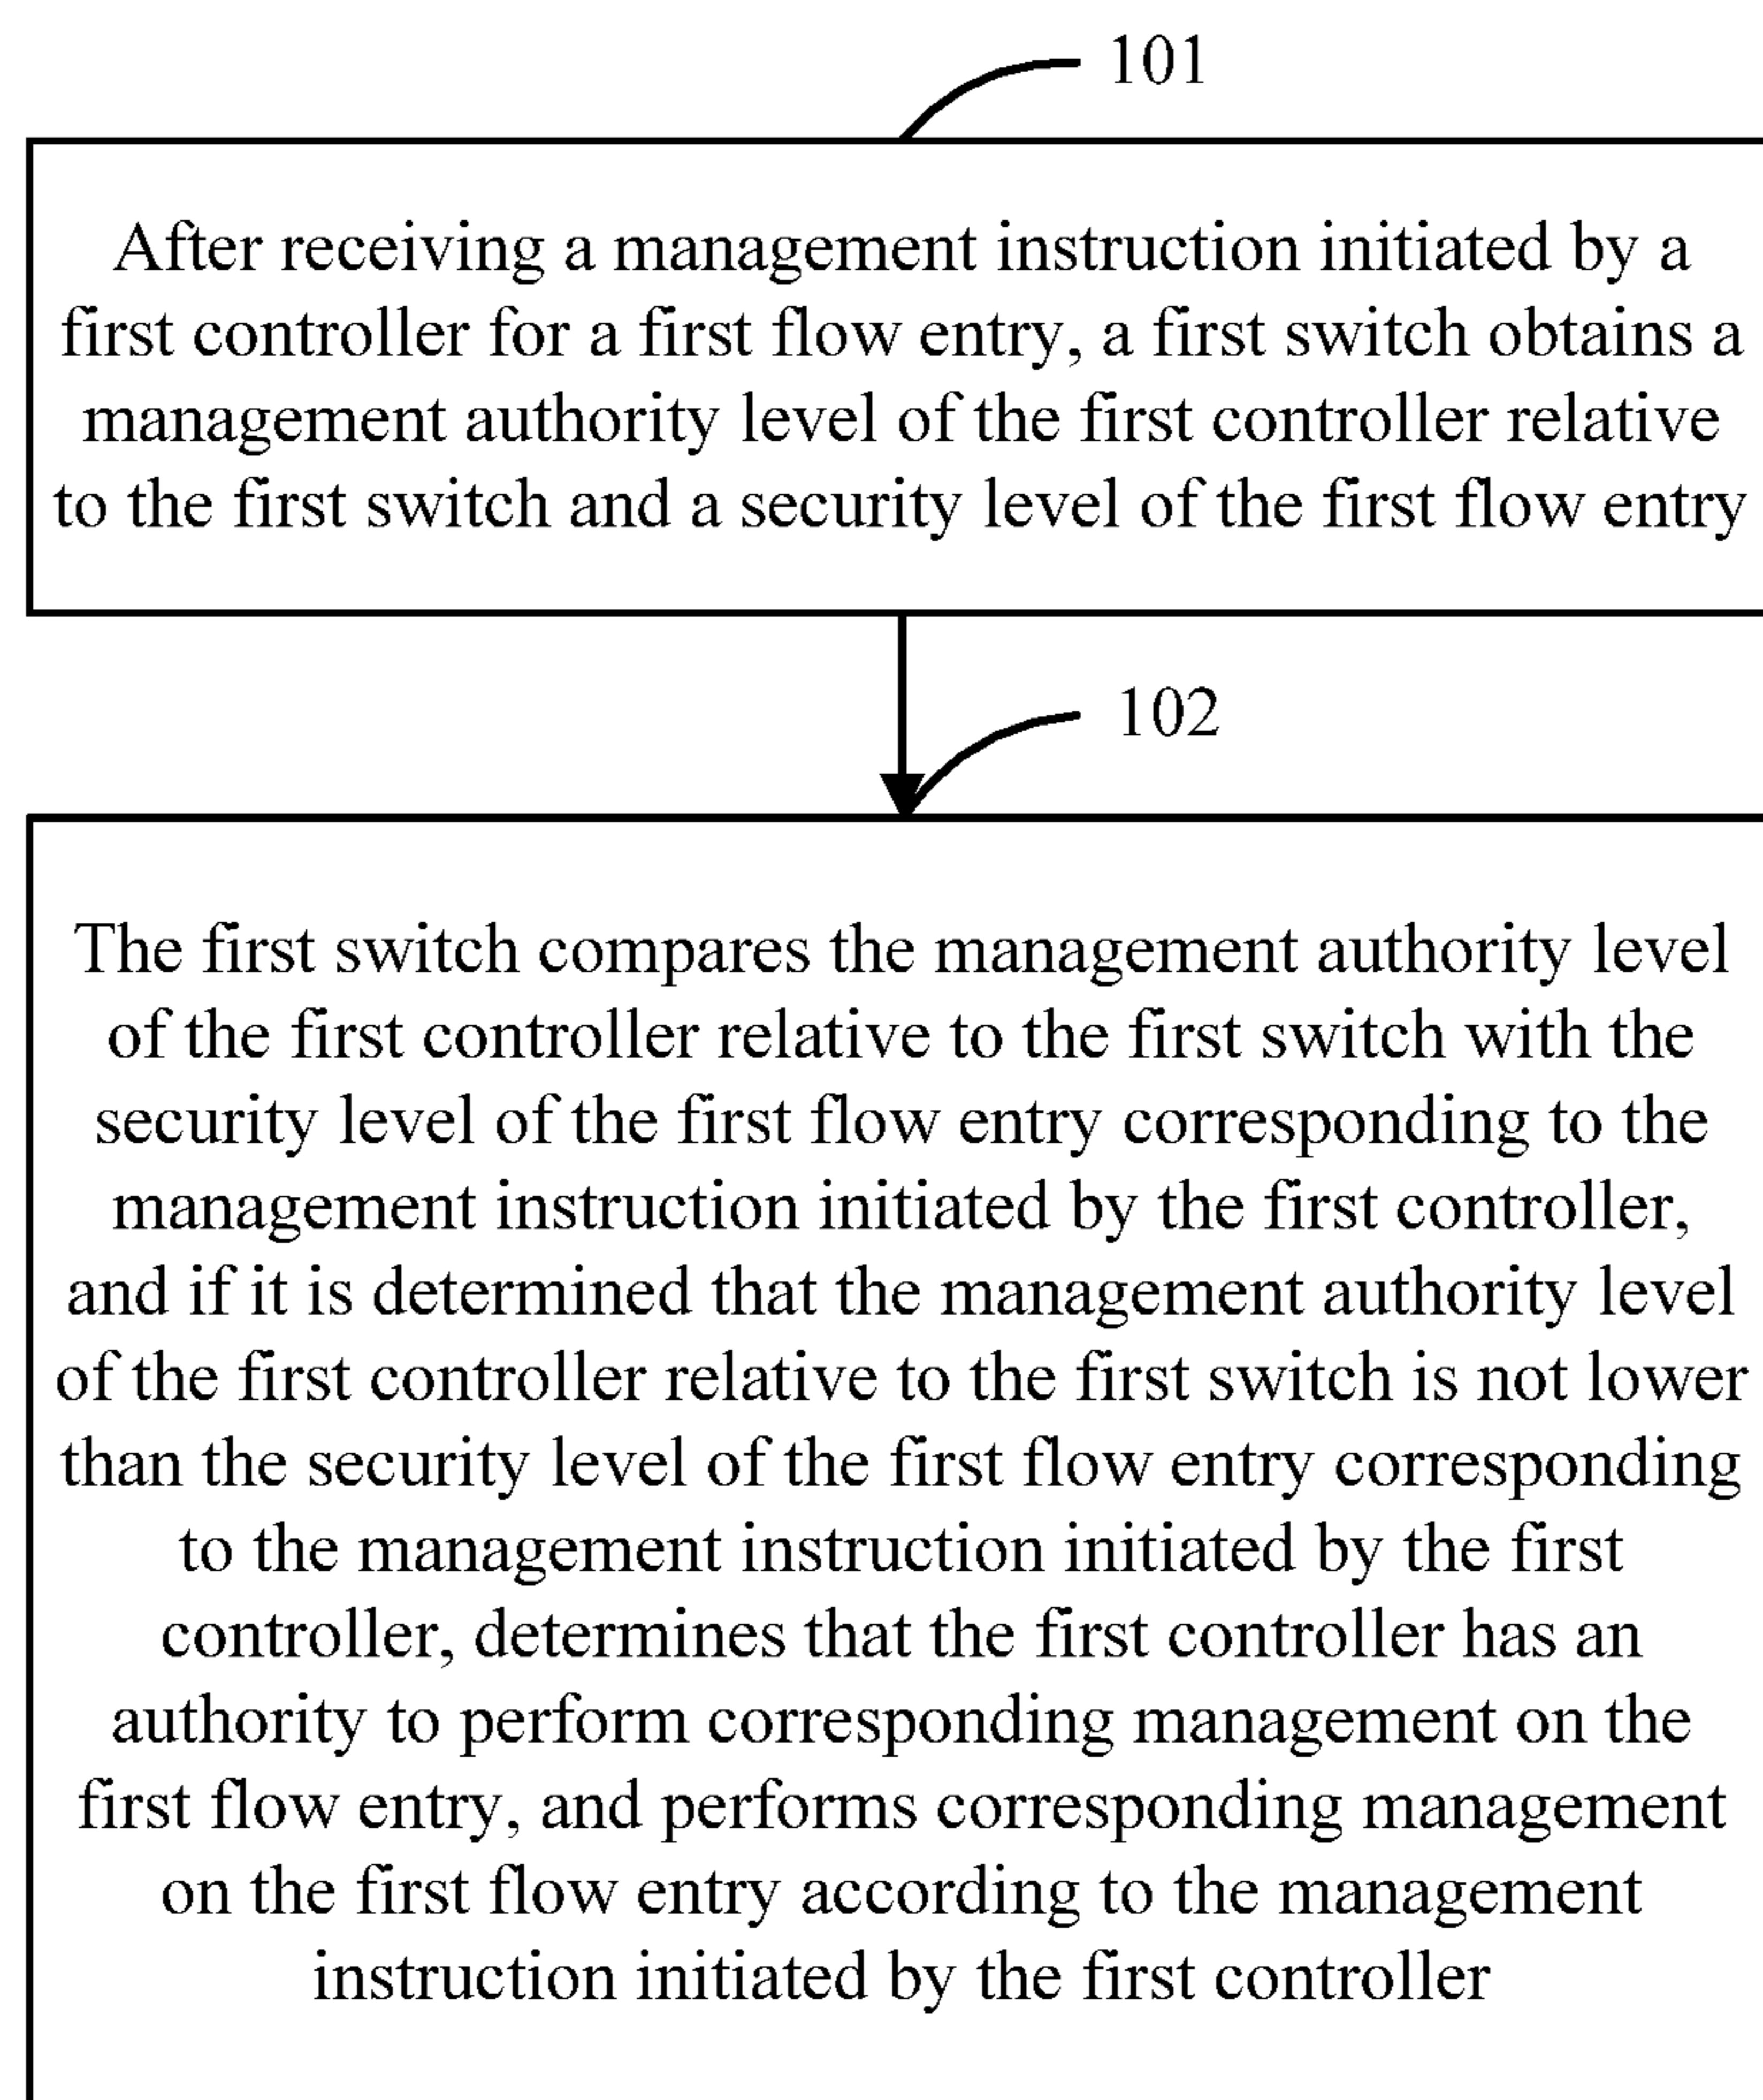 101
After receiving a management instruction initiated by a
first controller for a first flow entry, a first switch obtains a
management authority level of the first controller relative
to the first switch and a security level of the first flow entry
102
The first switch compares the management authority level
of the first controller relative to the first switch with the
security level of the first flow entry corresponding to the
management instruction initiated by the first controller,
and if it is determined that the management authority level
of the first controller relative to the first switch is not lower
than the security level of the first flow entry corresponding
to the management instruction initiated by the first
controller, determines that the first controller has an
authority to perform corresponding management on the
first flow entry, and performs corresponding management
on the first flow entry according to the management
instruction initiated by the first controller